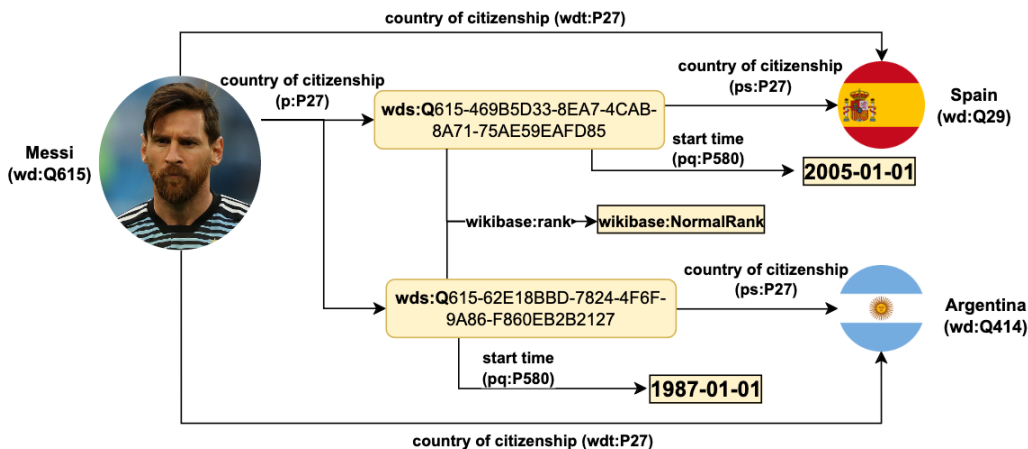 country of citizenship (wdt:P27)
country of citizenship
(p:P27)
country of citizenship
(ps:P27)
wds:Q615-469B5D33-8EA7-4CAB-
8A71-75AE59EAFD85
Spain
(wd:Q29)
start time
(pq:P580)
Messi
(wd:Q615)
2005-01-01
wikibase:rank
wikibase:NormalRank
country of citizenship
(ps:P27)
wds:Q615-62E18BBD-7824-4F6F-
9A86-F860EB2B2127
Argentina
(wd:Q414)
start time
(pq:P580)
1987-01-01
country of citizenship (wdt:P27)